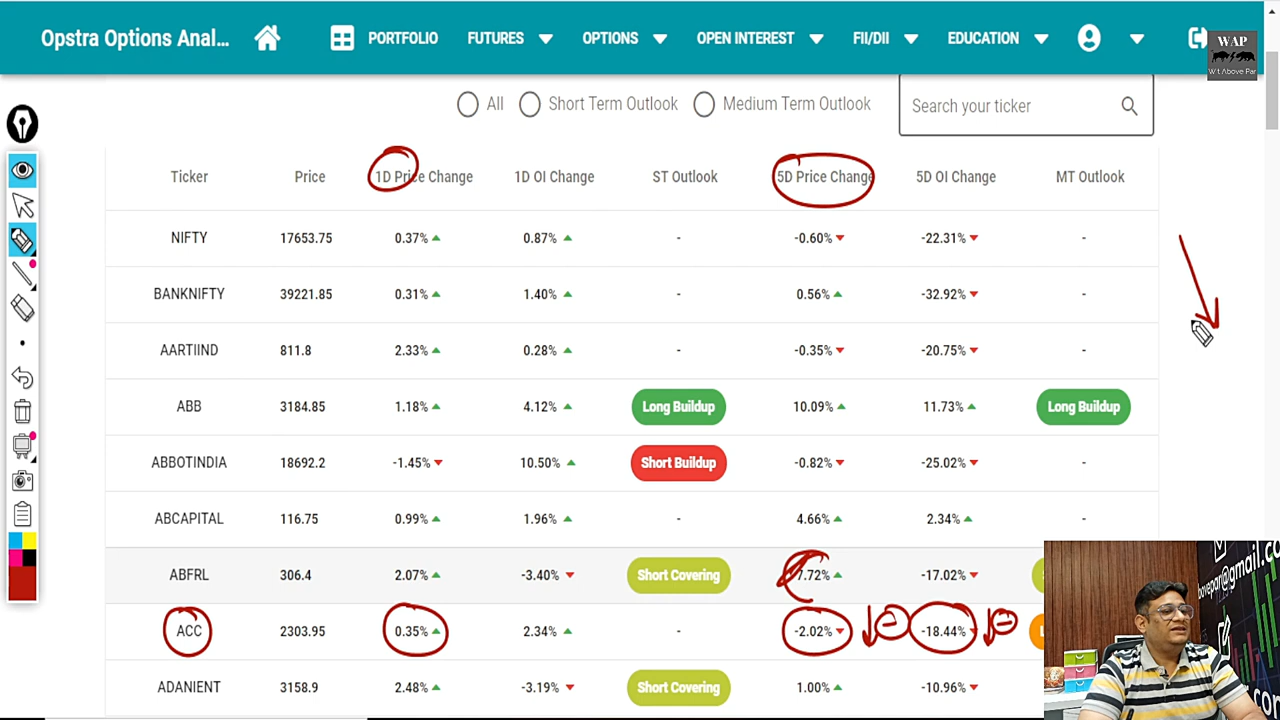 Opstra Options Anal... PORTFOLIO FUTURES OPTIONS OPEN INTEREST FII/DII EDUCATION
WAP
Wit Above Par
All Short Term Outlook Medium Term Outlook Search your ticker
Ticker Price 1D Price Change 1D OI Change ST Outlook 5D Price Change 5D OI Change MT Outlook
NIFTY 17653.75 0.37% 0.87% - -0.60% -22.31% -
BANKNIFTY 39221.85 0.31% 1.40% - 0.56% -32.92% -
AARTIIND 811.8 2.33% 0.28% - -0.35% -20.75% -
ABB 3184.85 1.18% 4.12% Long Buildup 10.09% 11.73% Long Buildup
ABBOTINDIA 18692.2 -1.45% 10.50% Short Buildup -0.82% -25.02% -
ABCAPITAL 116.75 0.99% 1.96% - 4.66% 2.34% -
ABFRL 306.4 2.07% -3.40% Short Covering 7.72% -17.02%
ACC 2303.95 0.35% 2.34% - -2.02% -18.44%
ADANIENT 3158.9 2.48% -3.19% Short Covering 1.00% -10.96%